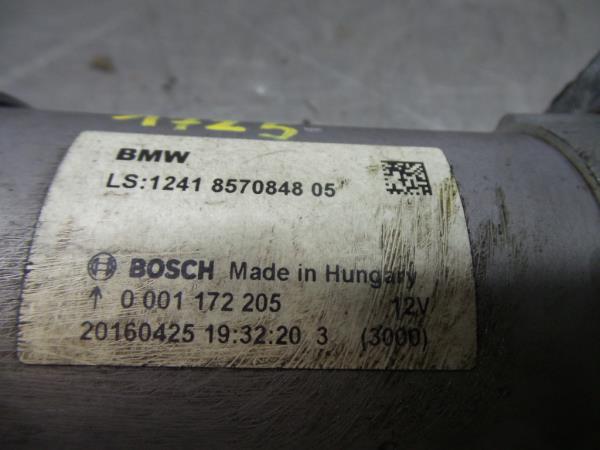 BMW
LS:1241 8570848 05
BOSCH Made in Hungary
↑ 0 001 172 205 12V
20160425 19:32:20 3 (3000)